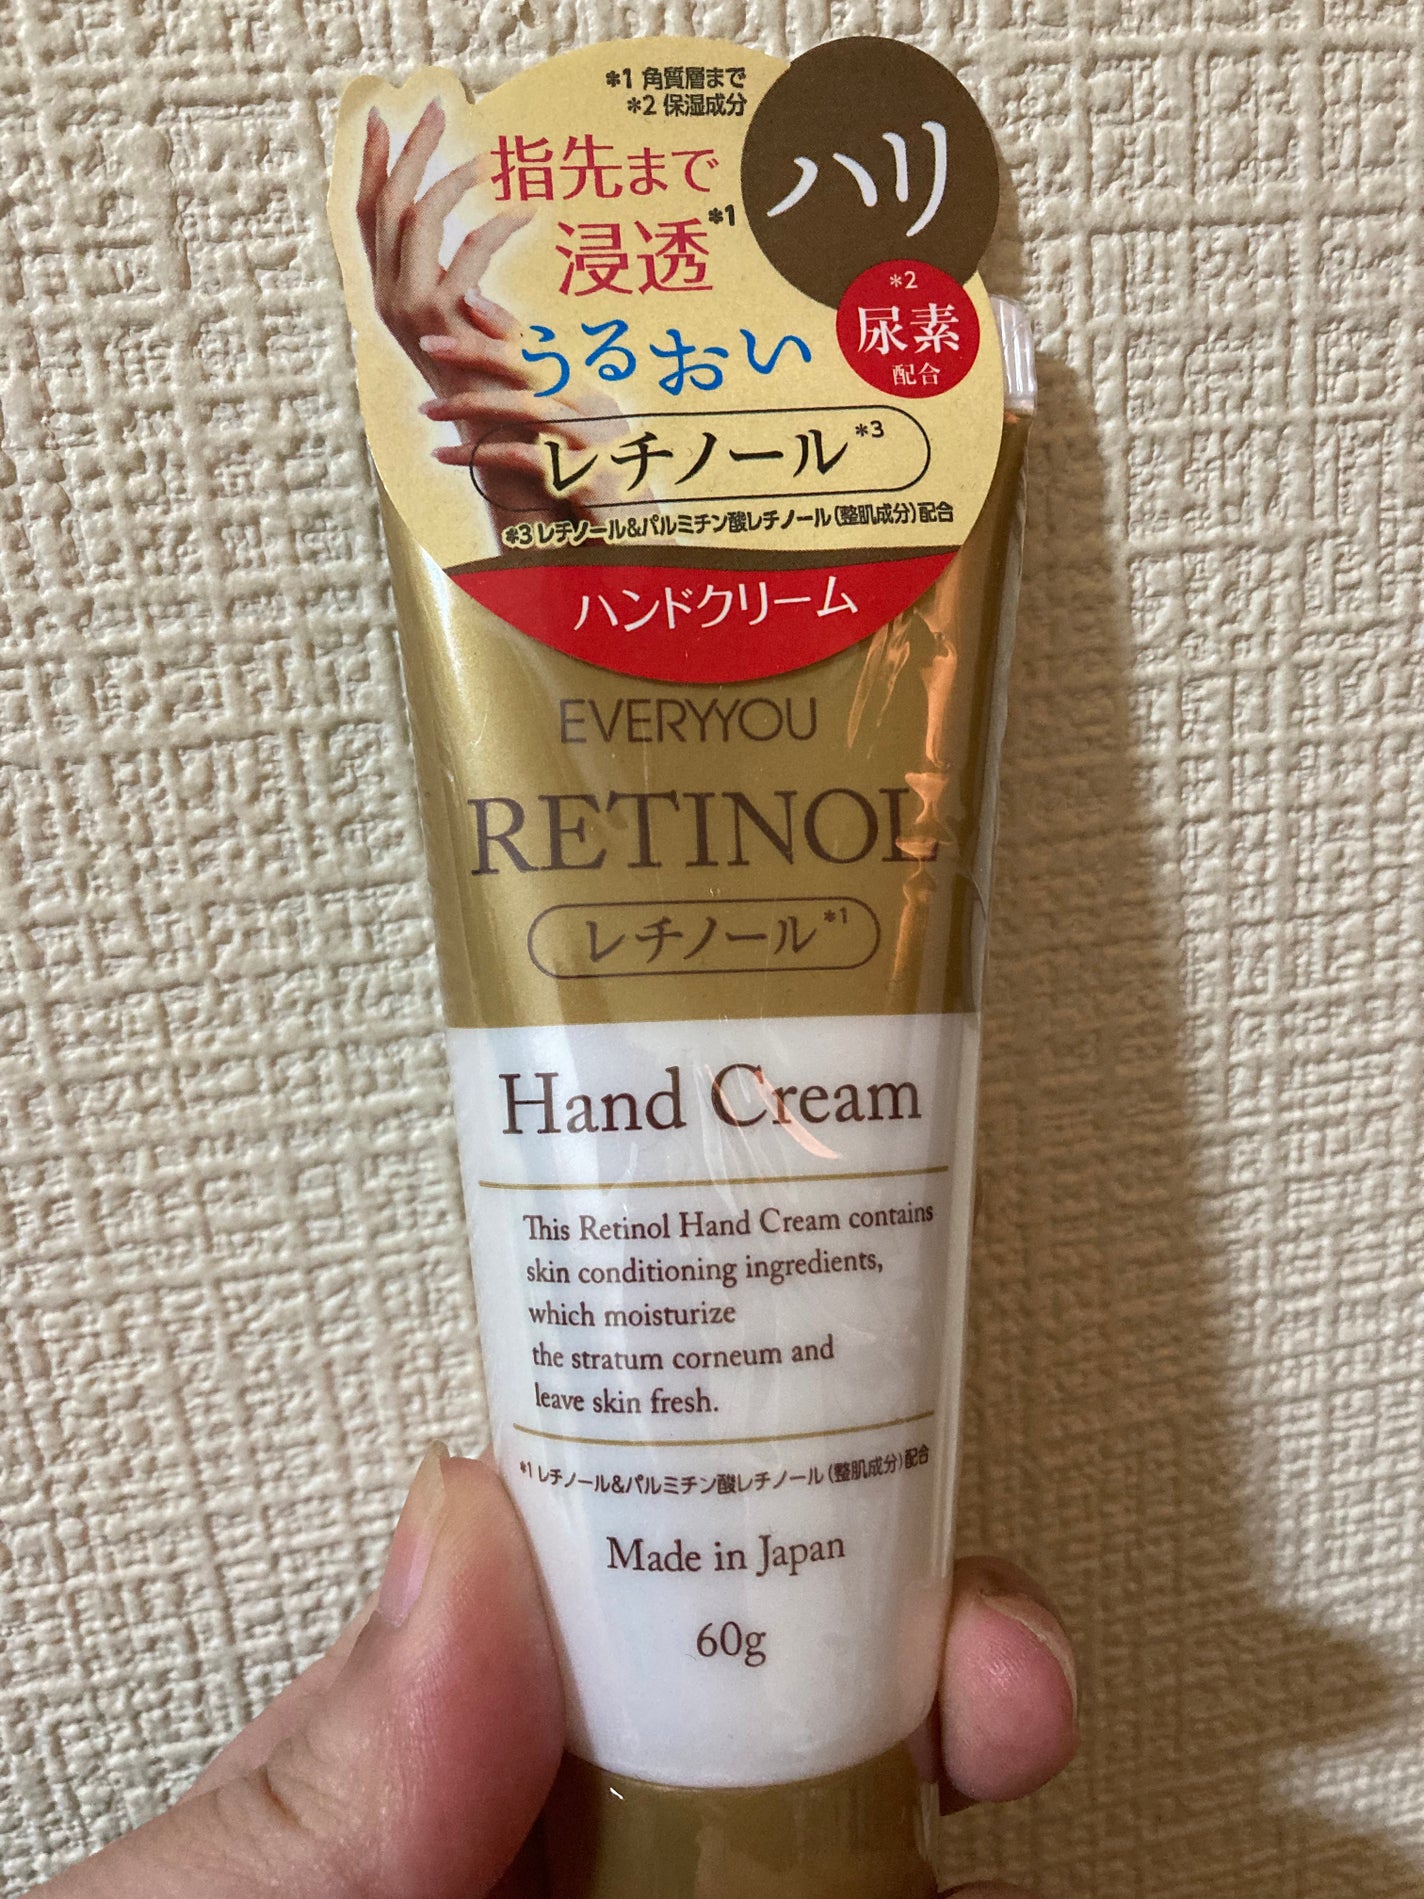 *1 角質層まで
*2 保湿成分
ハリ
指先まで
浸透*1
*2
尿素
配合
うるおい
レチノール*3
*3 レチノール&パルミチン酸レチノール(整肌成分)配合
ハンドクリーム
EVERYYOU
RETINOL
レチノール*1
Hand Cream
This Retinol Hand Cream contains
skin conditioning ingredients,
which moisturize
the stratum corneum and
leave skin fresh.
*1 レチノール&パルミチン酸レチノール(整肌成分)配合
Made in Japan
60g